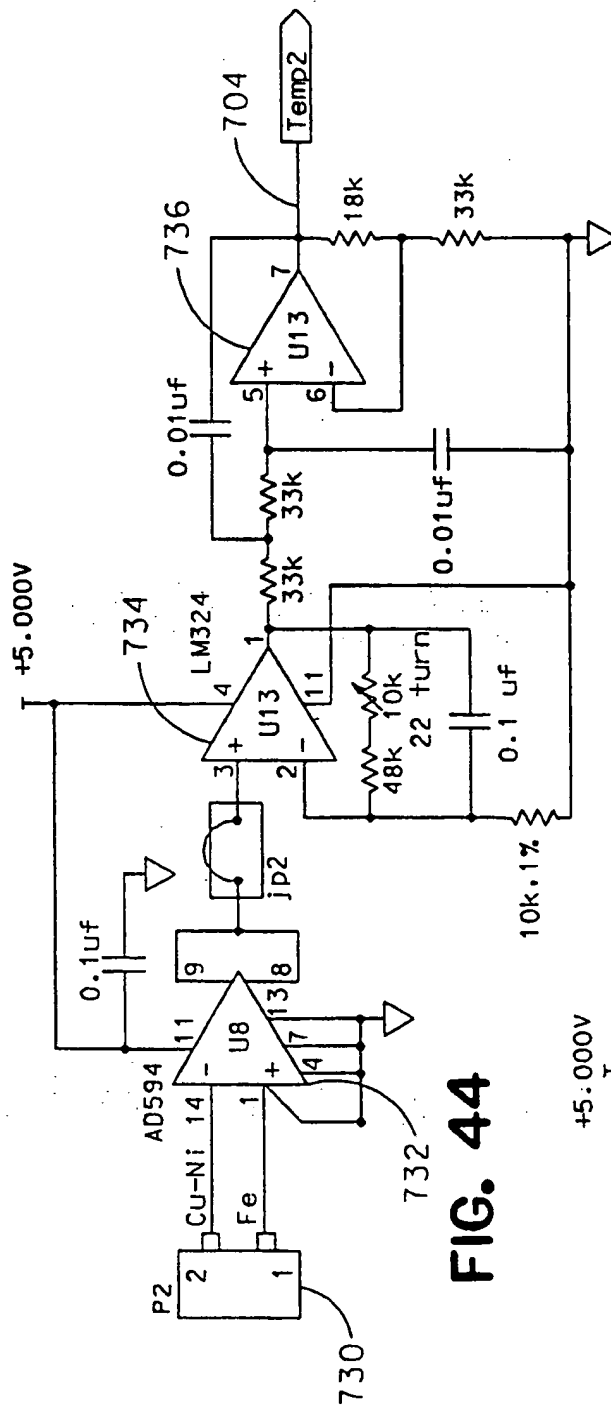 P2
2
1
730
Cu-Ni
Fe
14
1
AD594
11
-
+
U8
4
7
13
9
8
732
0.1uf
jp2
+5.000V
734
LM324
3
2
+
-
U13
4
11
1
48k
10k
22 turn
0.1 uf
10k.1%
33k
33k
0.01uf
0.01uf
736
5
6
+
-
U13
7
704
Temp2
18k
33k
FIG. 44
+5.000V